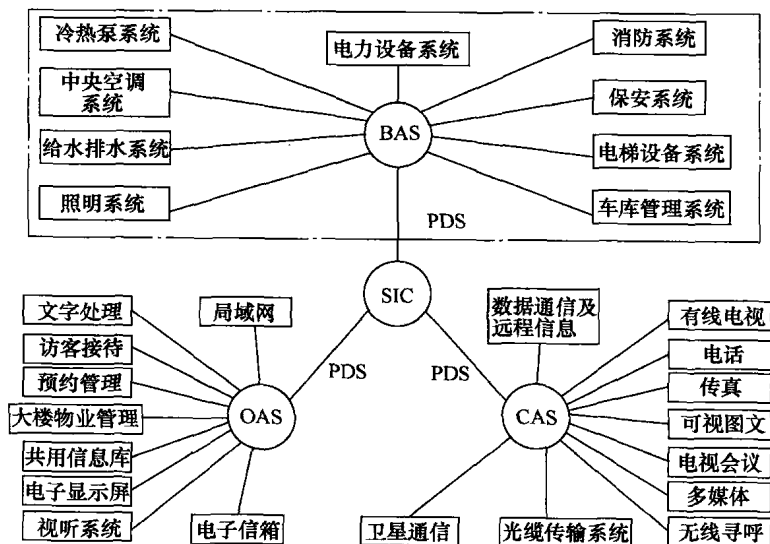 冷热泵系统
电力设备系统
消防系统
中央空调
系统
保安系统
BAS
给水排水系统
电梯设备系统
照明系统
车库管理系统
PDS
SIC
文字处理
局域网
数据通信及
远程信息
有线电视
访客接待
电话
预约管理
PDS
PDS
传真
大楼物业管理
OAS
CAS
可视图文
共用信息库
电视会议
电子显示屏
多媒体
视听系统
电子信箱
卫星通信
光缆传输系统
无线寻呼